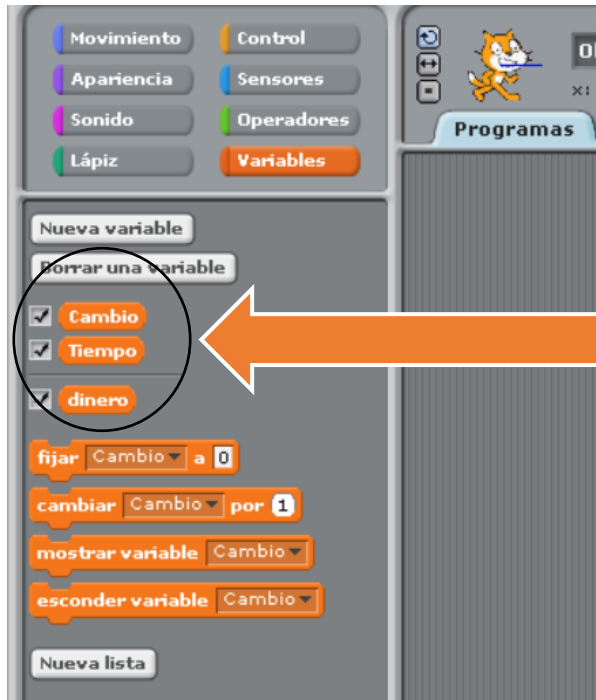 Movimiento Control
Apariencia Sensores
Sonido Operadores
Lápiz Variables
x:
Programas
Nueva variable
Borrar una variable
Cambio
Tiempo
dinero
fijar Cambio a 0
cambiar Cambio por 1
mostrar variable Cambio
esconder variable Cambio
Nueva lista